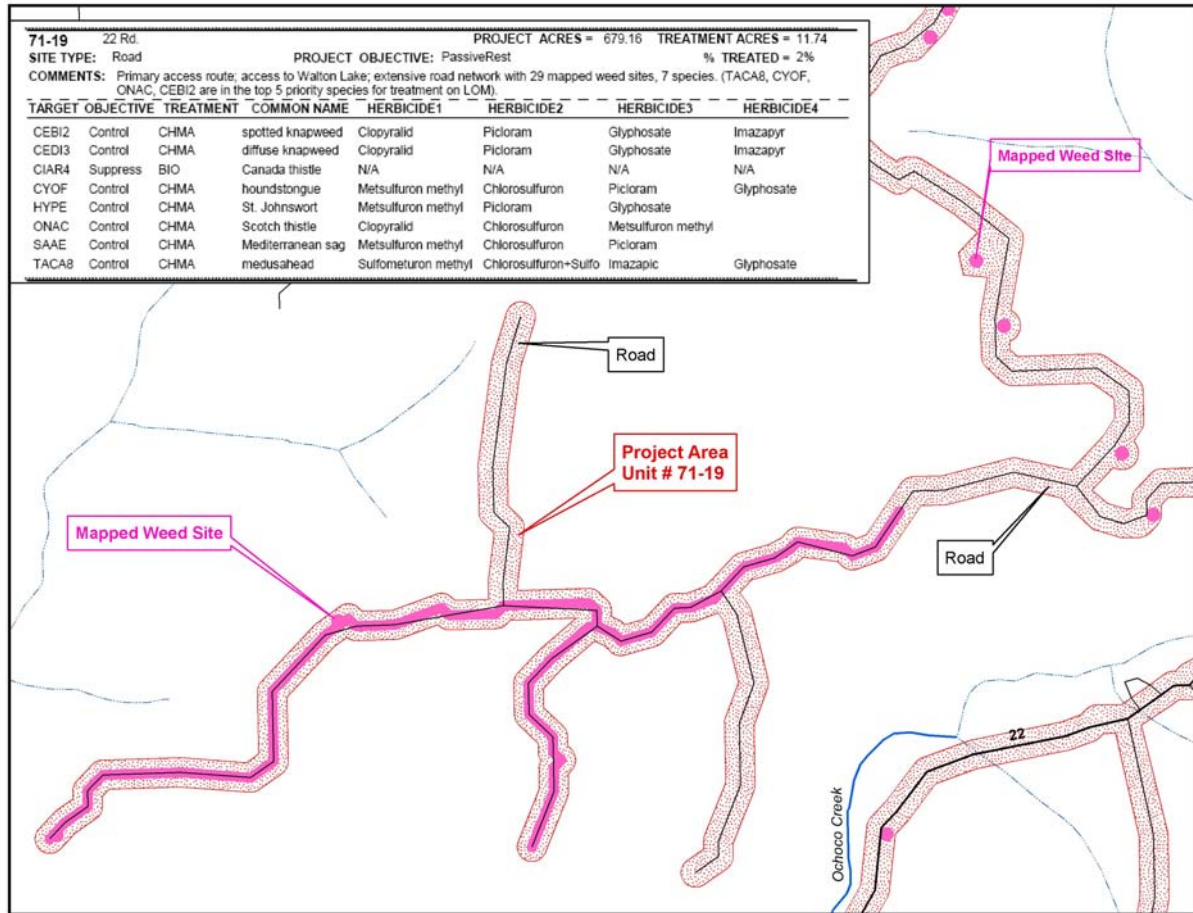 71-19 22 Rd. PROJECT ACRES = 679.16 TREATMENT ACRES = 11.74
SITE TYPE: Road PROJECT OBJECTIVE: PassiveRest % TREATED = 2%
COMMENTS: Primary access route; access to Walton Lake; extensive road network with 29 mapped weed sites, 7 species. (TACA8, CYOF,
ONAC, CEBI2 are in the top 5 priority species for treatment on LOM).
TARGET OBJECTIVE TREATMENT COMMON NAME HERBICIDE1 HERBICIDE2 HERBICIDE3 HERBICIDE4
CEBI2 Control CHMA spotted knapweed Clopyralid Picloram Glyphosate Imazapyr
CEDI3 Control CHMA diffuse knapweed Clopyralid Picloram Glyphosate Imazapyr
CIAR4 Suppress BIO Canada thistle N/A N/A N/A N/A
CYOF Control CHMA houndstongue Metsulfuron methyl Chlorosulfuron Picloram Glyphosate
HYPE Control CHMA St. Johnswort Metsulfuron methyl Picloram Glyphosate
ONAC Control CHMA Scotch thistle Clopyralid Chlorosulfuron Metsulfuron methyl
SAAE Control CHMA Mediterranean sag Metsulfuron methyl Chlorosulfuron Picloram
TACA8 Control CHMA medusahead Sulfometuron methyl Chlorosulfuron+Sulfo Imazapic Glyphosate
Mapped Weed SIte
Road
Project Area
Unit # 71-19
Mapped Weed Site
Road
22
Ochoco Creek